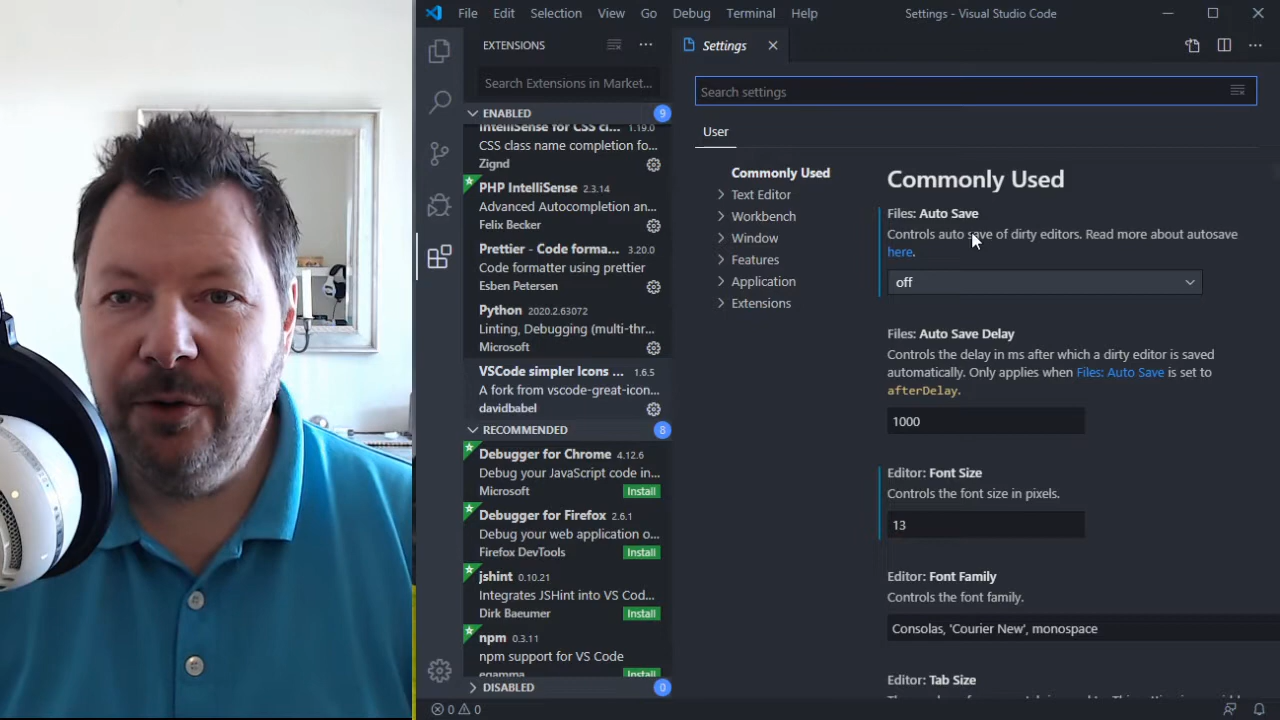 File Edit Selection View Go Debug Terminal Help
Settings - Visual Studio Code
EXTENSIONS
Search Extensions in Market...
ENABLED 9
IntelliSense for CSS cl... 1.19.0
CSS class name completion fo...
Zignd
PHP IntelliSense 2.3.14
Advanced Autocompletion an...
Felix Becker
Prettier - Code forma... 3.20.0
Code formatter using prettier
Esben Petersen
Python 2020.2.63072
Linting, Debugging (multi-thr...
Microsoft
VSCode simpler Icons ... 1.6.5
A fork from vscode-great-icon...
davidbabel
RECOMMENDED 8
Debugger for Chrome 4.12.6
Debug your JavaScript code in...
Microsoft Install
Debugger for Firefox 2.6.1
Debug your web application o...
Firefox DevTools Install
jshint 0.10.21
Integrates JSHint into VS Cod...
Dirk Baeumer Install
npm 0.3.11
npm support for VS Code
egamma Install
DISABLED 0
0 0
Settings
Search settings
User
Commonly Used
Text Editor
Workbench
Window
Features
Application
Extensions
Commonly Used
Files: Auto Save
Controls auto save of dirty editors. Read more about autosave
here.
off
Files: Auto Save Delay
Controls the delay in ms after which a dirty editor is saved
automatically. Only applies when Files: Auto Save is set to
afterDelay.
1000
Editor: Font Size
Controls the font size in pixels.
13
Editor: Font Family
Controls the font family.
Consolas, 'Courier New', monospace
Editor: Tab Size